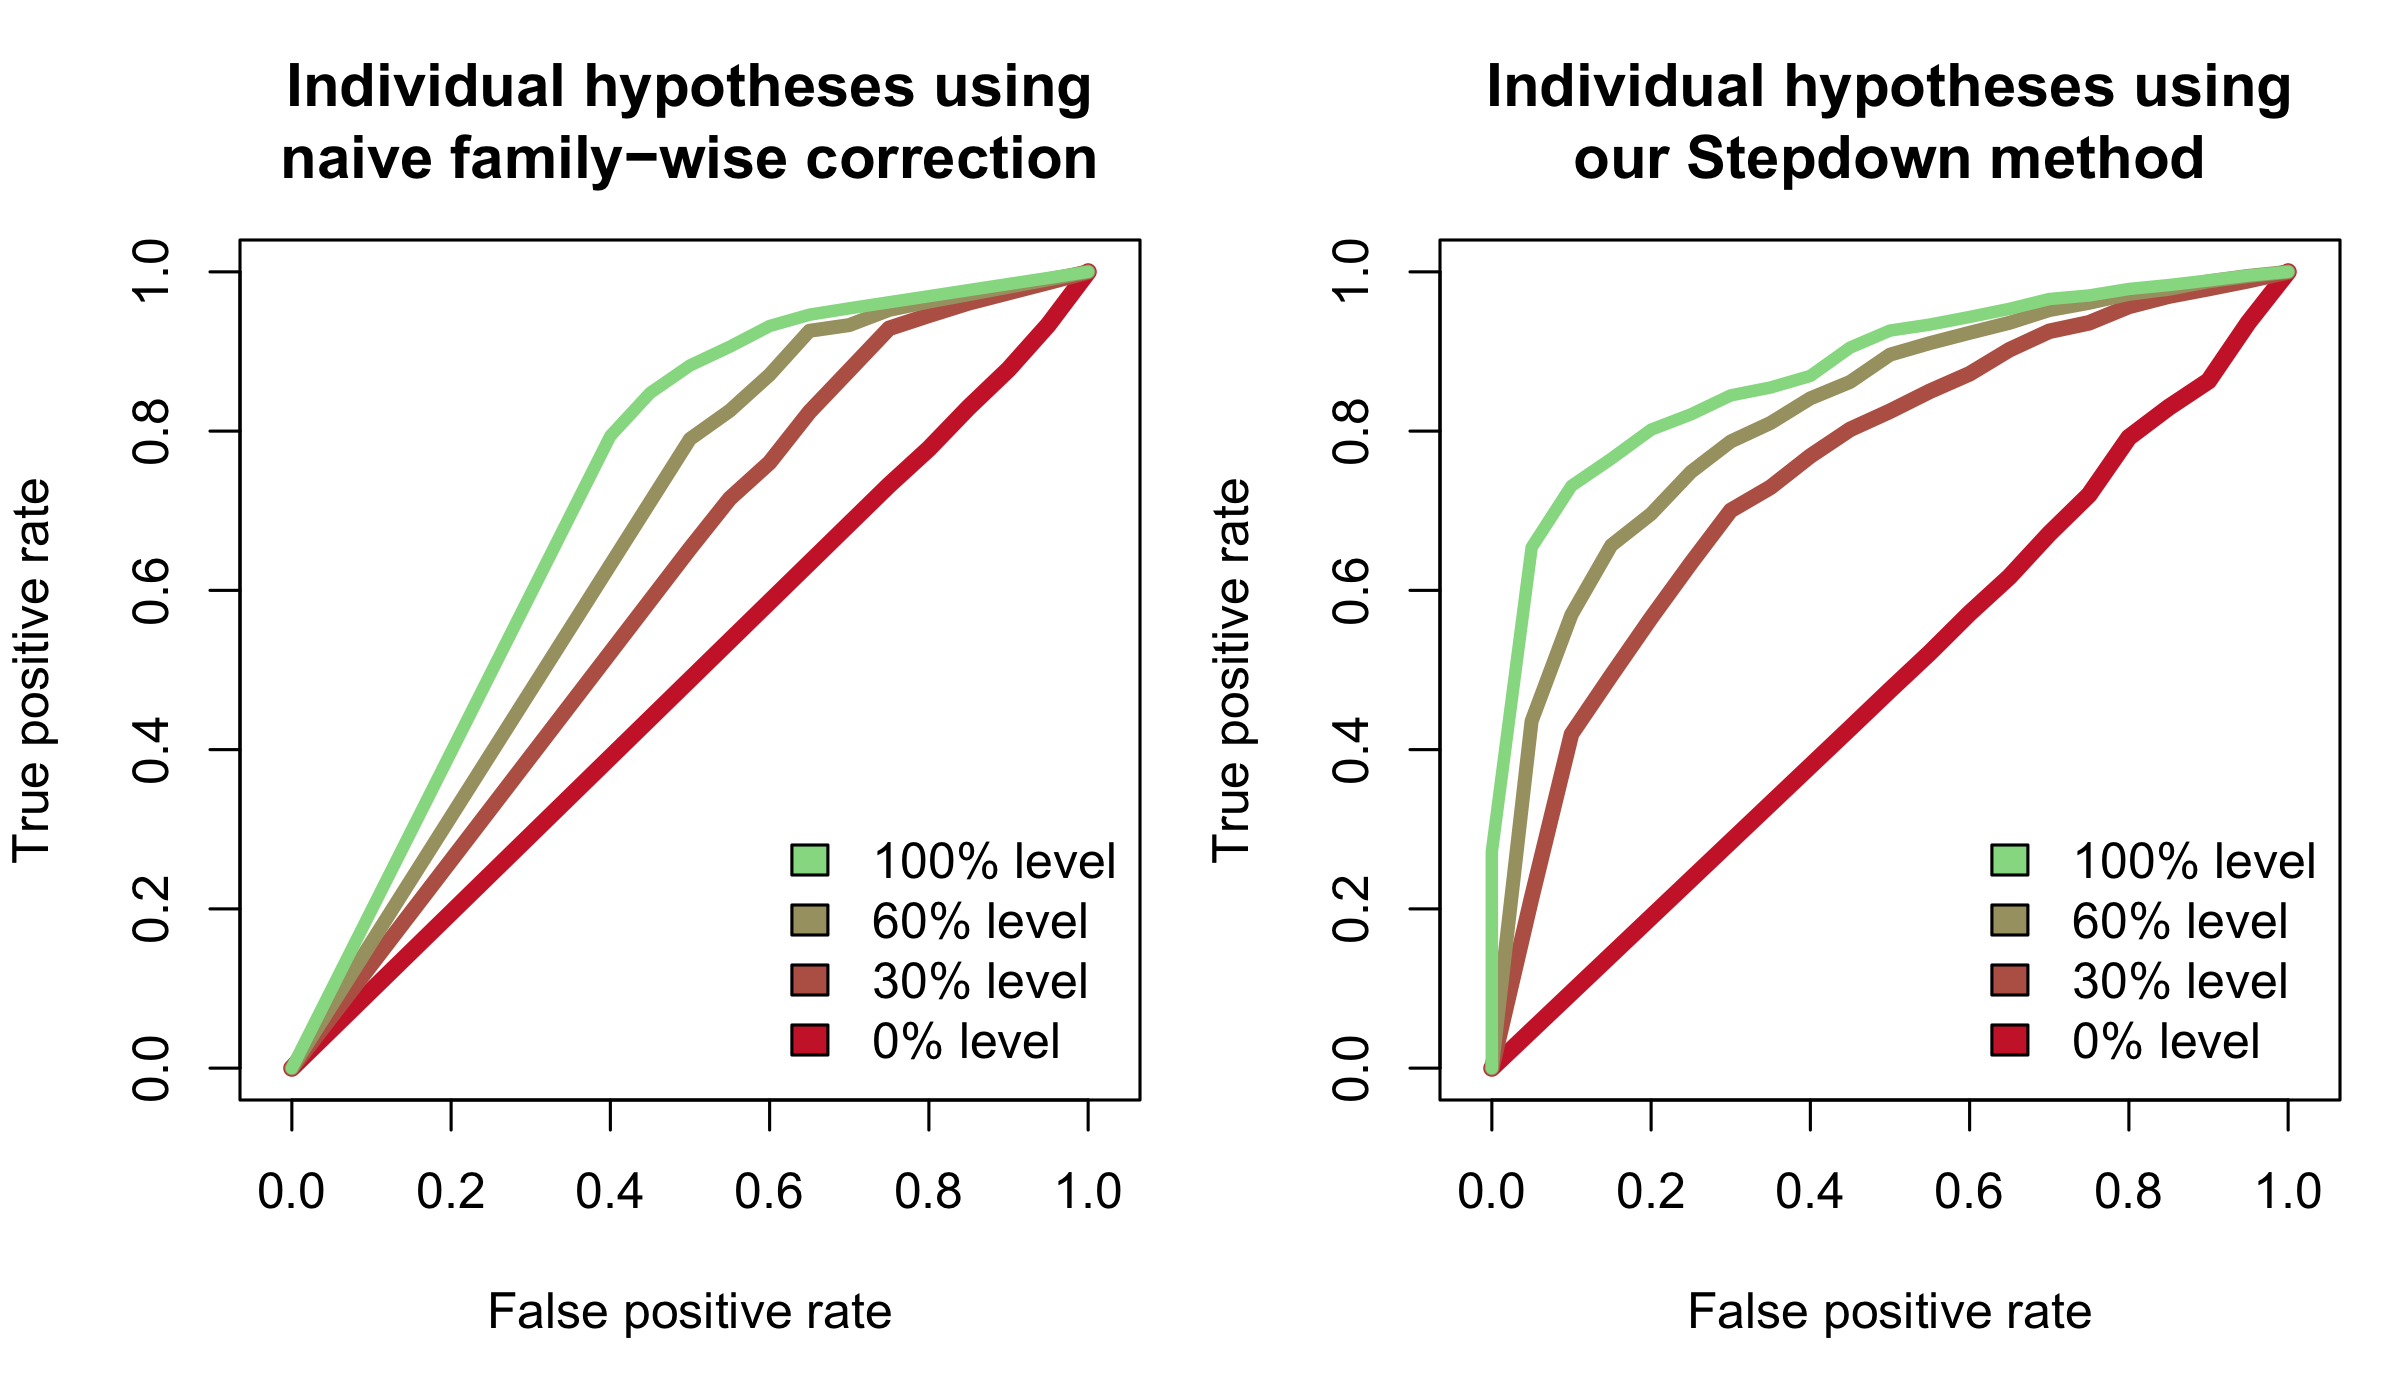 Individual hypotheses using
naive family−wise correction
True positive rate
1.0
0.8
0.6
0.4
0.2
0.0
100% level
60% level
30% level
0% level
0.0 0.2 0.4 0.6 0.8 1.0
False positive rate
Individual hypotheses using
our Stepdown method
True positive rate
1.0
0.8
0.6
0.4
0.2
0.0
100% level
60% level
30% level
0% level
0.0 0.2 0.4 0.6 0.8 1.0
False positive rate